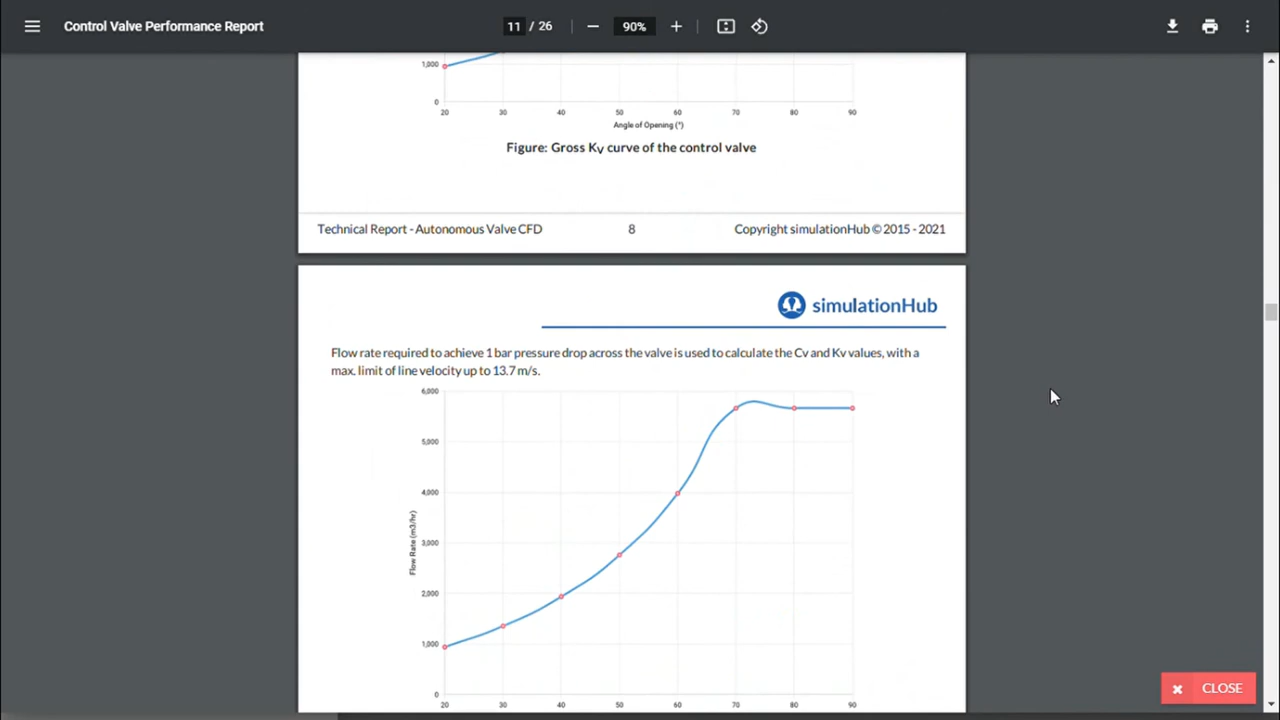 Control Valve Performance Report
11 / 26
90%
1,000
0
20 30 40 50 60 70 80 90
Angle of Opening (°)
Figure: Gross Kv curve of the control valve
Technical Report - Autonomous Valve CFD 8 Copyright simulationHub © 2015 - 2021
simulationHub
Flow rate required to achieve 1 bar pressure drop across the valve is used to calculate the Cv and Kv values, with a
max. limit of line velocity up to 13.7 m/s.
6,000
5,000
4,000
Flow Rate (m3/hr)
3,000
2,000
1,000
0
20 30 40 50 60 70 80 90
CLOSE